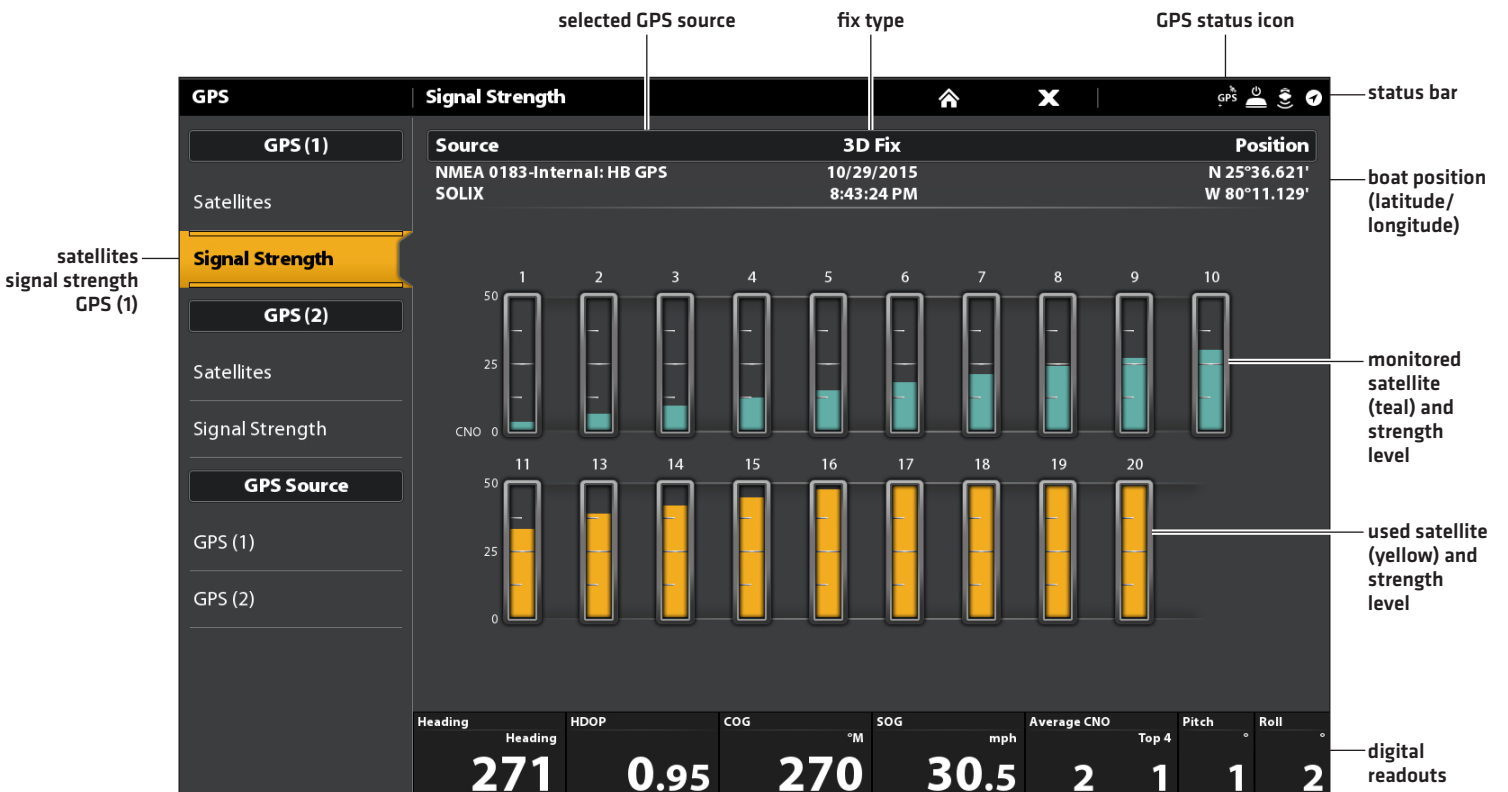 selected GPS source
fix type
GPS status icon
GPS
Signal Strength
GPS
status bar
GPS (1)
Satellites
Signal Strength
GPS (2)
Satellites
Signal Strength
GPS Source
GPS (1)
GPS (2)
satellites
signal strength
GPS (1)
Source 3D Fix Position
NMEA 0183-Internal: HB GPS 10/29/2015 N 25°36.621'
SOLIX 8:43:24 PM W 80°11.129'
boat position
(latitude/
longitude)
1 2 3 4 5 6 7 8 9 10
50
25
CNO 0
monitored
satellite
(teal) and
strength
level
11 13 14 15 16 17 18 19 20
50
25
0
used satellite
(yellow) and
strength
level
Heading HDOP COG SOG Average CNO Pitch Roll
Heading °M mph Top 4 ° °
271 0.95 270 30.5 2 1 1 2
digital
readouts